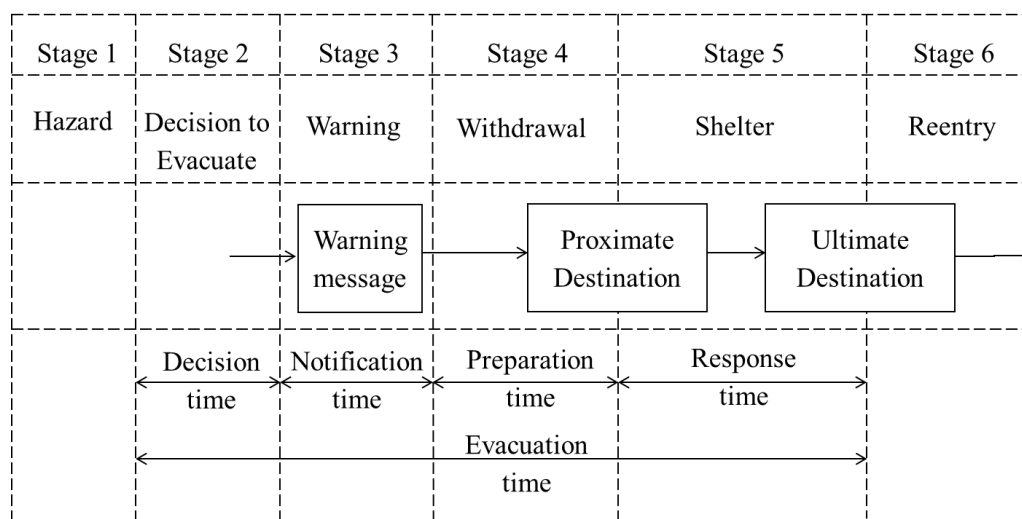 Stage 1 Stage 2 Stage 3 Stage 4 Stage 5 Stage 6
Hazard
Decision to
Evacuate
Warning
Withdrawal
Shelter
Reentry
Warning
message
Proximate
Destination
Ultimate
Destination
Decision
time
Notification
time
Preparation
time
Response
time
Evacuation
time